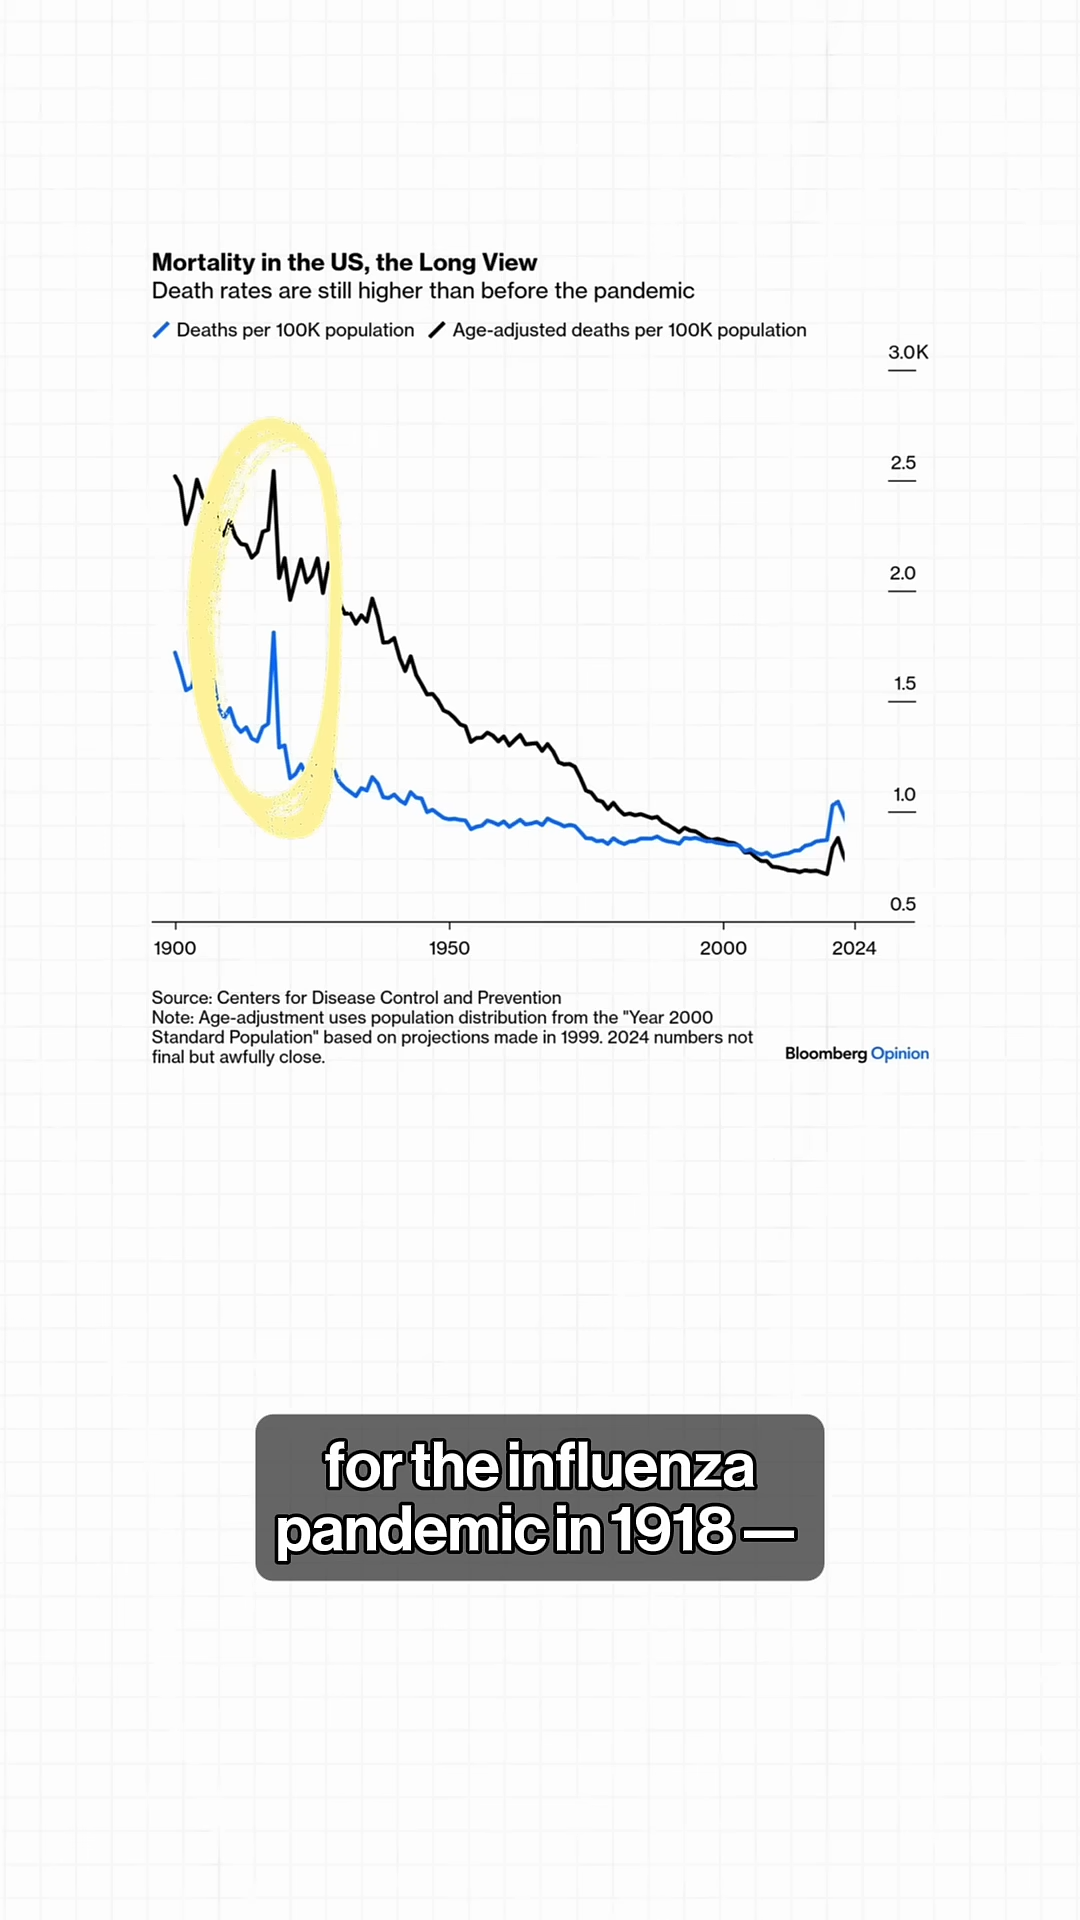 Mortality in the US, the Long View
Death rates are still higher than before the pandemic
Deaths per 100K population Age-adjusted deaths per 100K population
3.0K
2.5
2.0
1.5
1.0
0.5
1900 1950 2000 2024
Source: Centers for Disease Control and Prevention
Note: Age-adjustment uses population distribution from the "Year 2000
Standard Population" based on projections made in 1999. 2024 numbers not
final but awfully close.
Bloomberg Opinion
for the influenza
pandemic in 1918 —